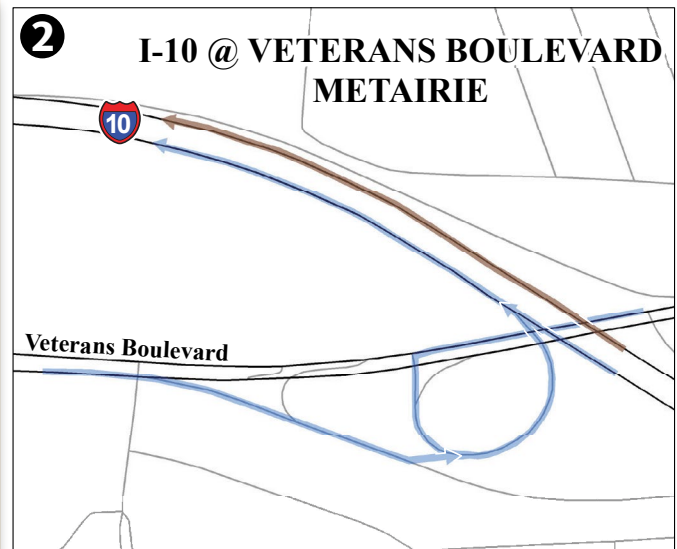 2
I-10 @ VETERANS BOULEVARD
METAIRIE
10
Veterans Boulevard